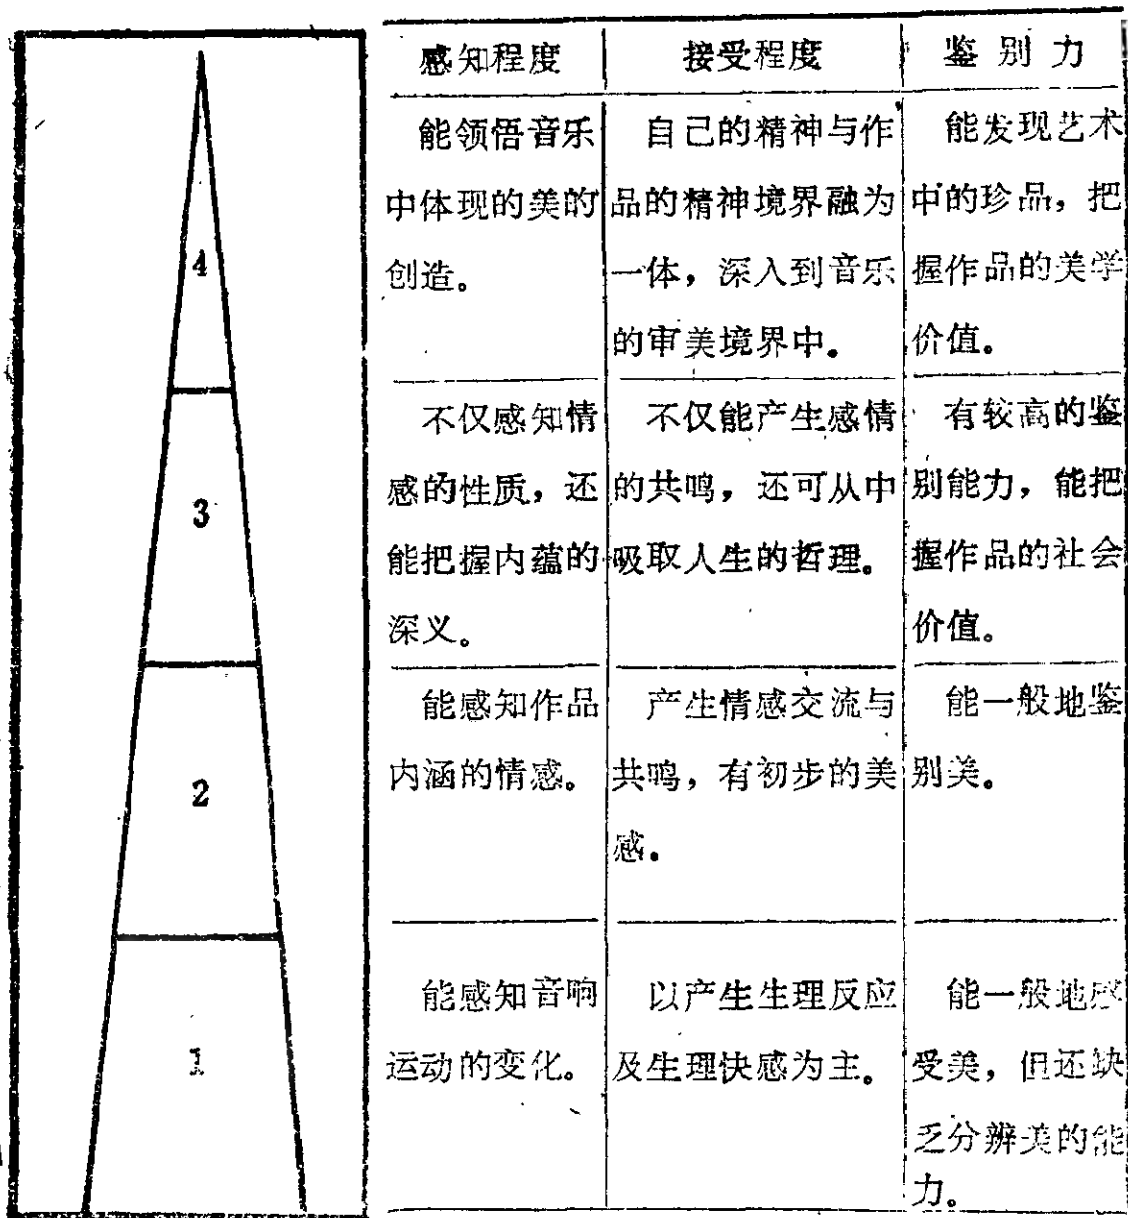 感知程度 接受程度 鉴别力
4
能领悟音乐
中体现的美的
创造。
自己的精神与作
品的精神境界融为
一体，深入到音乐
的审美境界中。
能发现艺术
中的珍品，把
握作品的美学
价值。
3
不仅感知情
感的性质，还
能把握内蕴的
深义。
不仅能产生感情
的共鸣，还可从中
吸取人生的哲理。
有较高的鉴
别能力，能把
握作品的社会
价值。
2
能感知作品
内涵的情感。
产生情感交流与
共鸣，有初步的美
感。
能一般地鉴
别美。
1
能感知音响
运动的变化。
以产生生理反应
及生理快感为主。
能一般地感
受美，但还缺
乏分辨美的能
力。